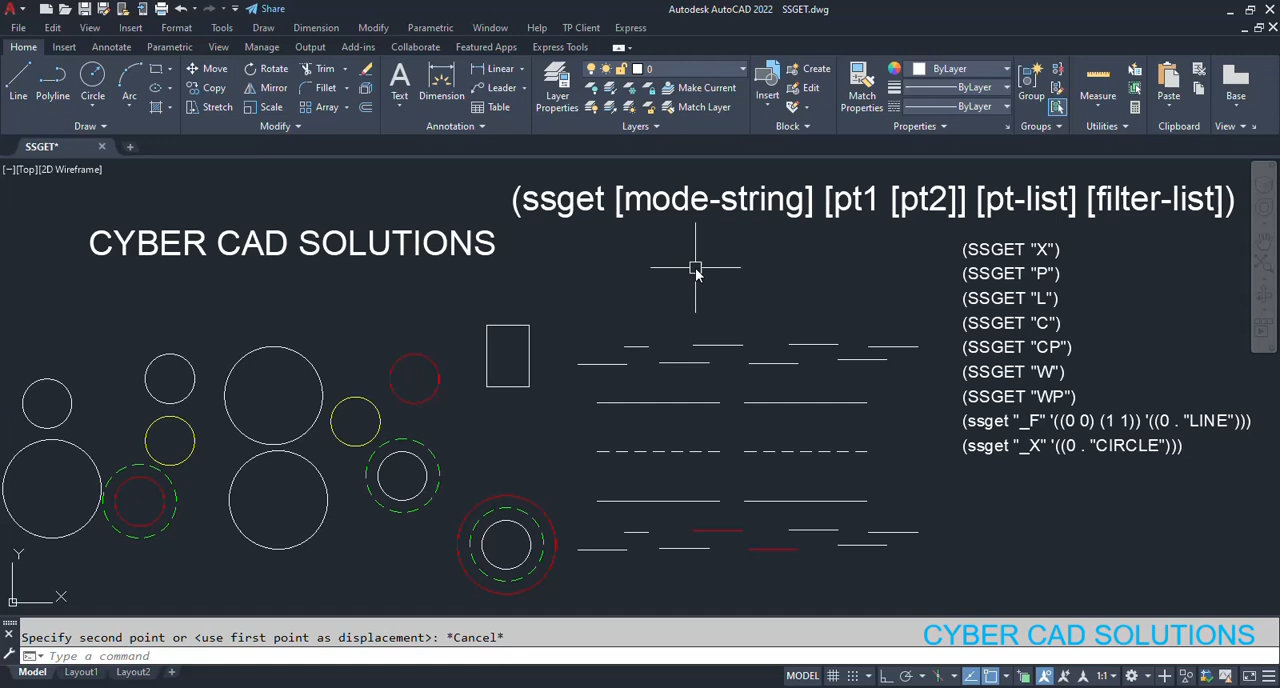 Share
Autodesk AutoCAD 2022 SSGET.dwg
File Edit View Insert Format Tools Draw Dimension Modify Parametric Window Help TP Client Express
Home Insert Annotate Parametric View Manage Output Add-ins Collaborate Featured Apps Express Tools
Line
Polyline
Circle
Arc
Draw
Move
Rotate
Trim
Copy
Mirror
Fillet
Stretch
Scale
Array
Modify
Text
Dimension
Linear
Leader
Table
Annotation
Layer
Properties
0
Make Current
Match Layer
Layers
Insert
Create
Edit
Block
Match
Properties
ByLayer
ByLayer
ByLayer
Properties
Group
Groups
Measure
Utilities
Paste
Clipboard
Base
View
SSGET*
[−][Top][2D Wireframe]
(ssget [mode-string] [pt1 [pt2]] [pt-list] [filter-list])
CYBER CAD SOLUTIONS
(SSGET "X")
(SSGET "P")
(SSGET "L")
(SSGET "C")
(SSGET "CP")
(SSGET "W")
(SSGET "WP")
(ssget "_F" '((0 0) (1 1)) '((0 . "LINE")))
(ssget "_X" '((0 . "CIRCLE")))
Y
X
Specify second point or <use first point as displacement>: *Cancel*
CYBER CAD SOLUTIONS
Type a command
Model Layout1 Layout2 +
MODEL
1:1